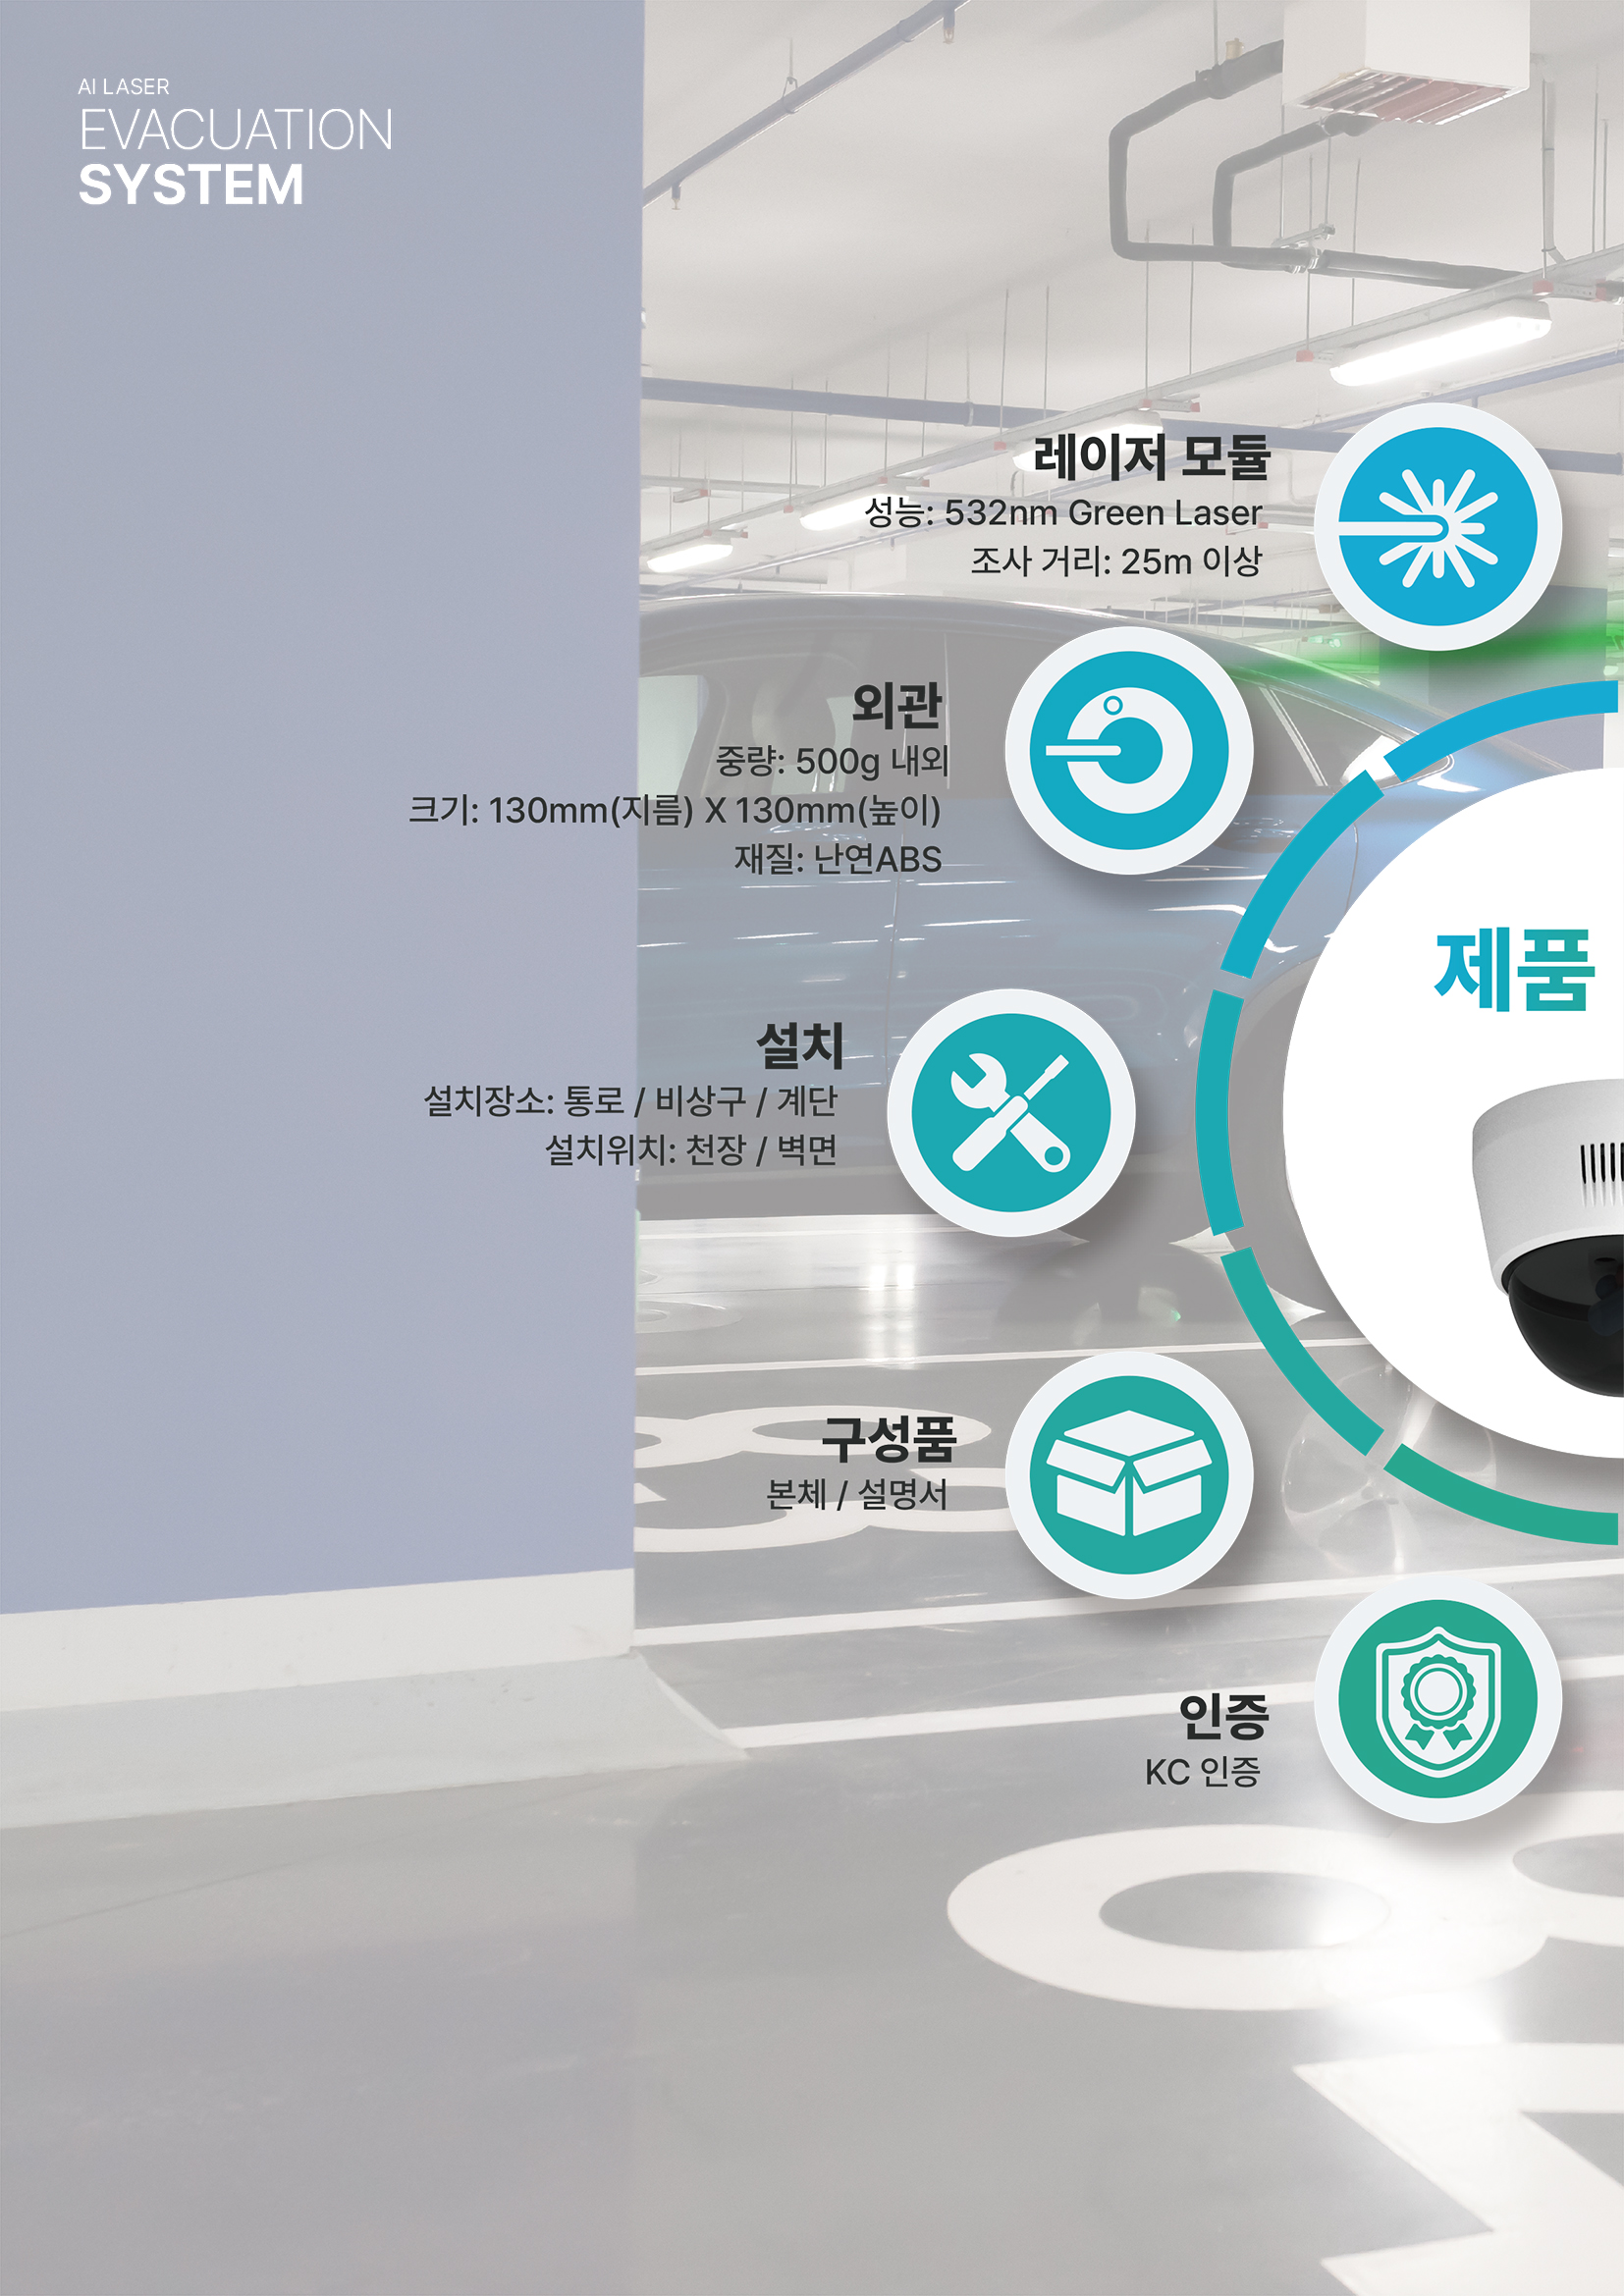 AI LASER
EVACUATION
SYSTEM
레이저 모듈
성능: 532nm Green Laser
조사 거리: 25m 이상
외관
중량: 500g 내외
크기: 130mm(지름) X 130mm(높이)
재질: 난연ABS
제품
설치
설치장소: 통로 / 비상구 / 계단
설치위치: 천장 / 벽면
구성품
본체 / 설명서
인증
KC 인증